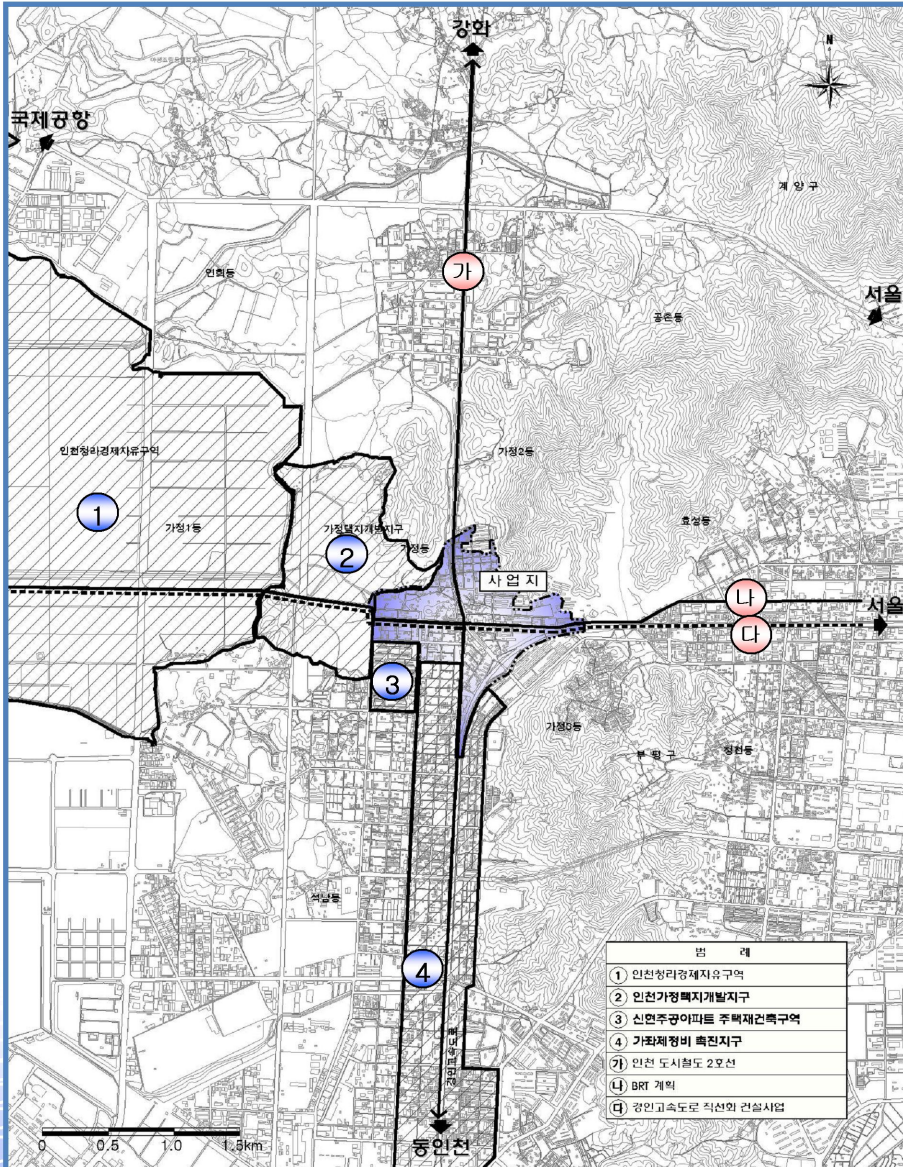 강화
N
국제공항
계양구
가
연희동
서울
공촌동
인천청라경제자유구역
가정2동
1
가정1동
가정택지개발지구
2
가정동
효성동
사업지
나
서울
다
3
가정3동
부평구
청천동
석남동
4
경인고속도로
동인천
0 0.5 1.0 1.5km
범 례
① 인천청라경제자유구역
② 인천가정택지개발지구
③ 신현주공아파트 주택재건축구역
④ 가좌재정비 촉진지구
㉮ 인천 도시철도 2호선
㉯ BRT 계획
㉰ 경인고속도로 직선화 건설사업